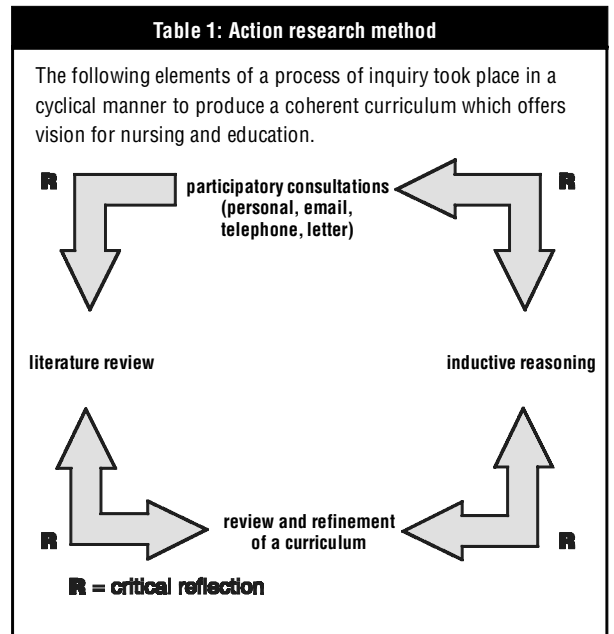 Table 1: Action research method
The following elements of a process of inquiry took place in a
cyclical manner to produce a coherent curriculum which offers
vision for nursing and education.
R
participatory consultations
(personal, email,
telephone, letter)
R
literature review
inductive reasoning
R
review and refinement
of a curriculum
R
R = critical reflection